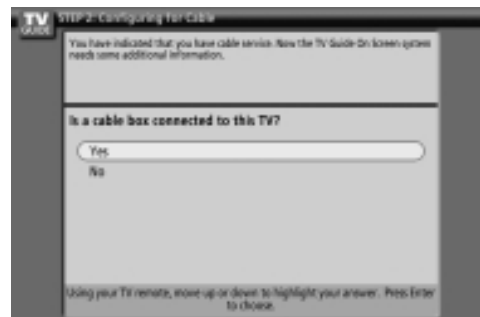 TV
GUIDE
STEP 2: Configuring for Cable
You have indicated that you have cable service. Now the TV Guide On Screen system
needs some additional information.
Is a cable box connected to this TV?
Yes
No
Using your TV remote, move up or down to highlight your answer. Press Enter
to choose.